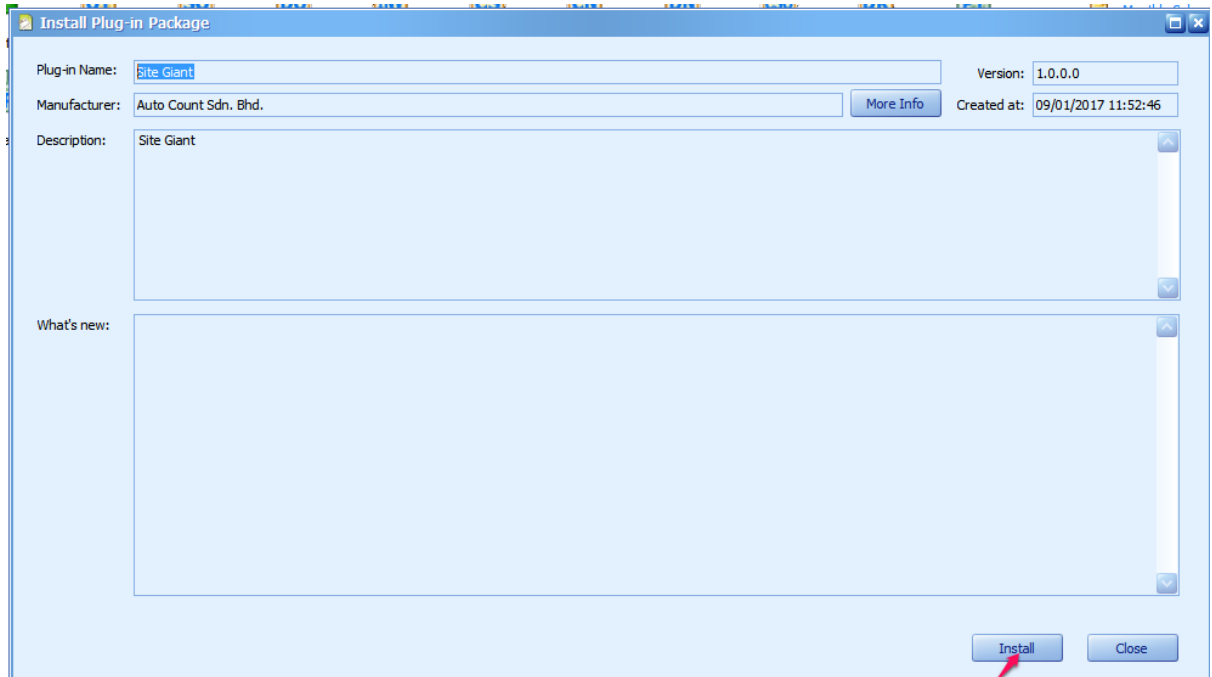 Install Plug-in Package
Plug-in Name: Site Giant Version: 1.0.0.0
Manufacturer: Auto Count Sdn. Bhd. More Info Created at: 09/01/2017 11:52:46
Description: Site Giant
What's new:
Install Close